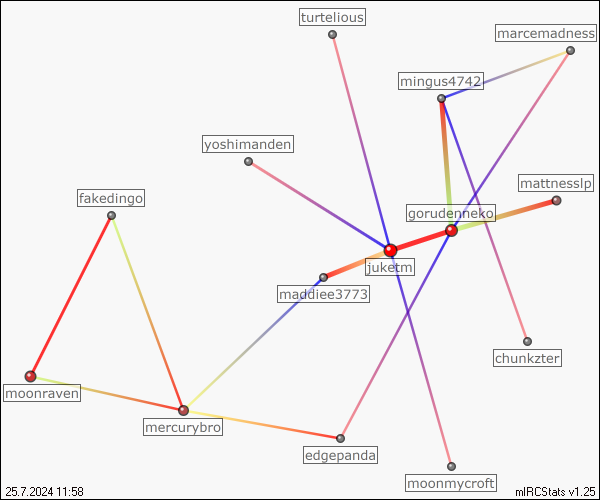 turtelious
marcemadness
mingus4742
yoshimanden
mattnesslp
fakedingo
gorudenneko
juketm
maddiee3773
chunkzter
moonraven
mercurybro
edgepanda
moonmycroft
25.7.2024 11:58
mIRCStats v1.25